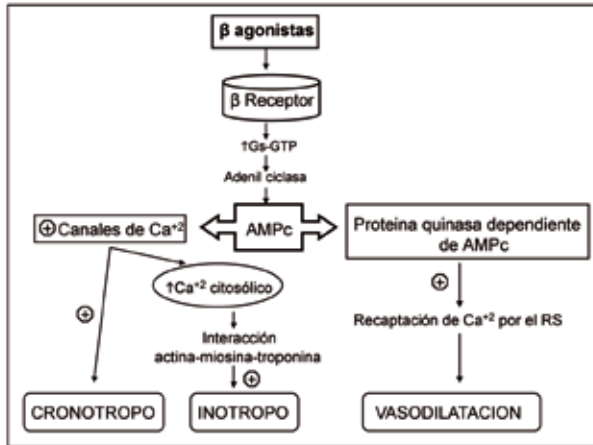 β agonistas
β Receptor
↑Gs-GTP
Adenil ciclasa
⊕ Canales de Ca⁺²
AMPc
Proteina quinasa dependiente
de AMPc
⊕
↑Ca⁺² citosólico
⊕
Recaptación de Ca⁺² por el RS
Interacción
actina-miosina-troponina
⊕
CRONOTROPO
INOTROPO
VASODILATACION